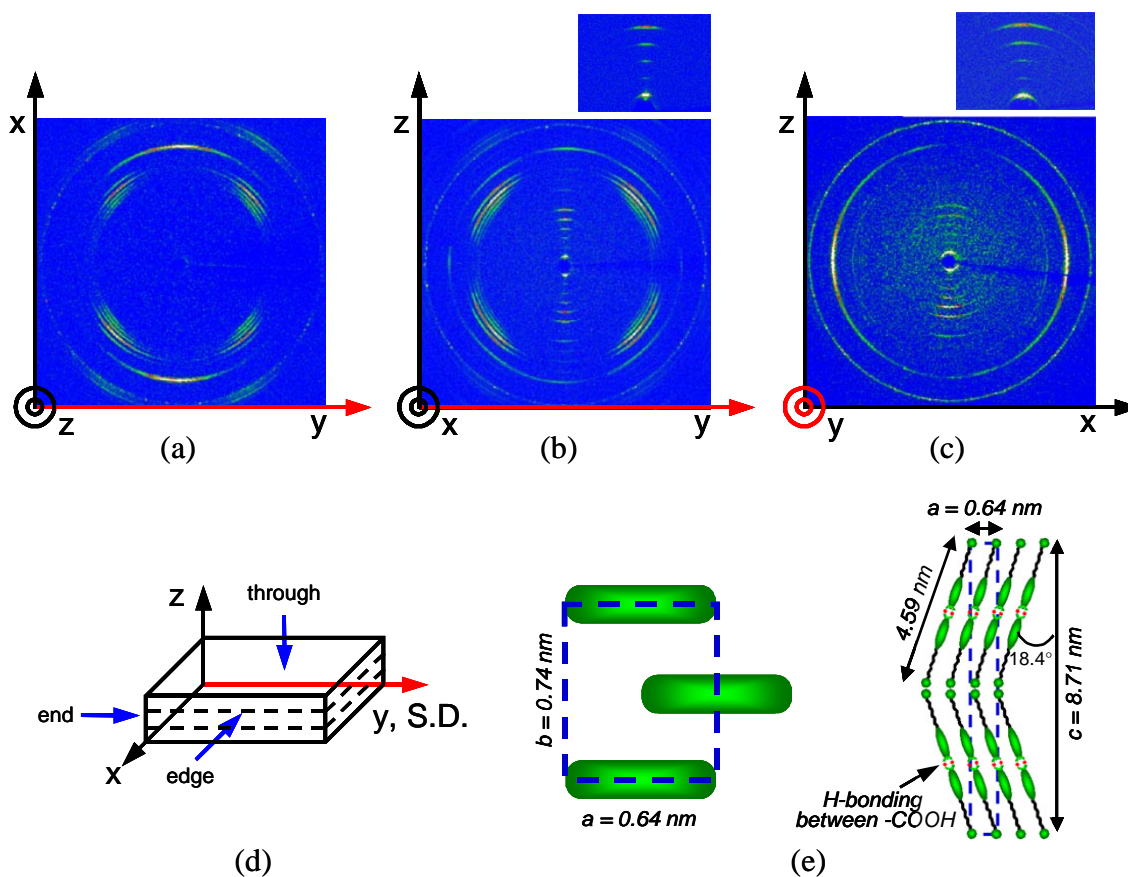 x
z
y
(a)
z
x
y
(b)
z
y
x
(c)
z
through
end
y, S.D.
x
edge
(d)
b = 0.74 nm
a = 0.64 nm
a = 0.64 nm
4.59 nm
18.4°
c = 8.71 nm
H-bonding
between -COOH
(e)